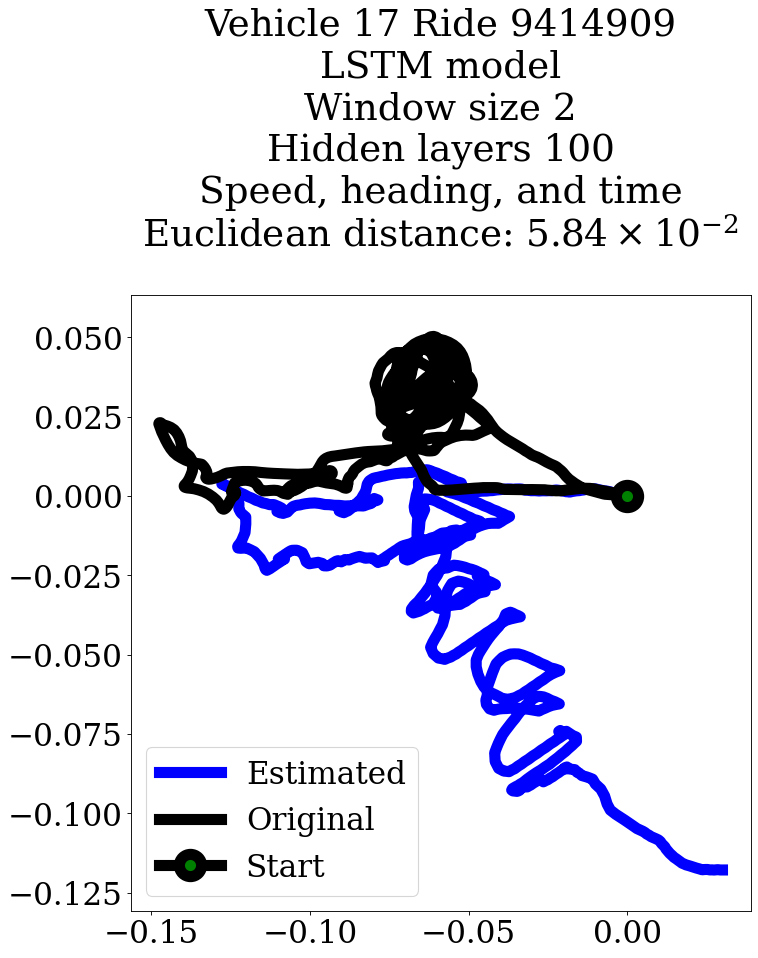 Vehicle 17 Ride 9414909
LSTM model
Window size 2
Hidden layers 100
Speed, heading, and time
Euclidean distance: 5.84 × 10⁻²
0.050
0.025
0.000
−0.025
−0.050
−0.075
−0.100
−0.125
Estimated
Original
Start
−0.15 −0.10 −0.05 0.00